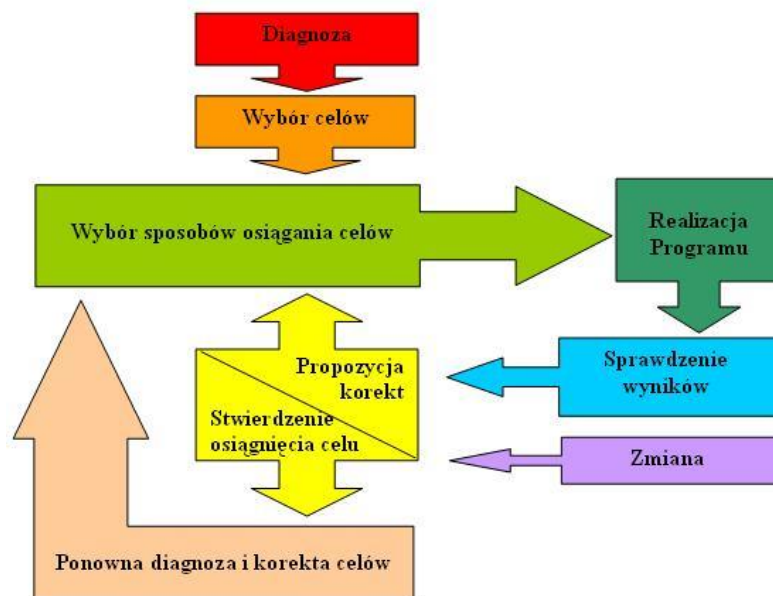 Diagnoza
Wybór celów
Wybór sposobów osiągania celów
Realizacja
Programu
Propozycja
korekt
Stwierdzenie
osiągnięcia celu
Sprawdzenie
wyników
Zmiana
Ponowna diagnoza i korekta celów